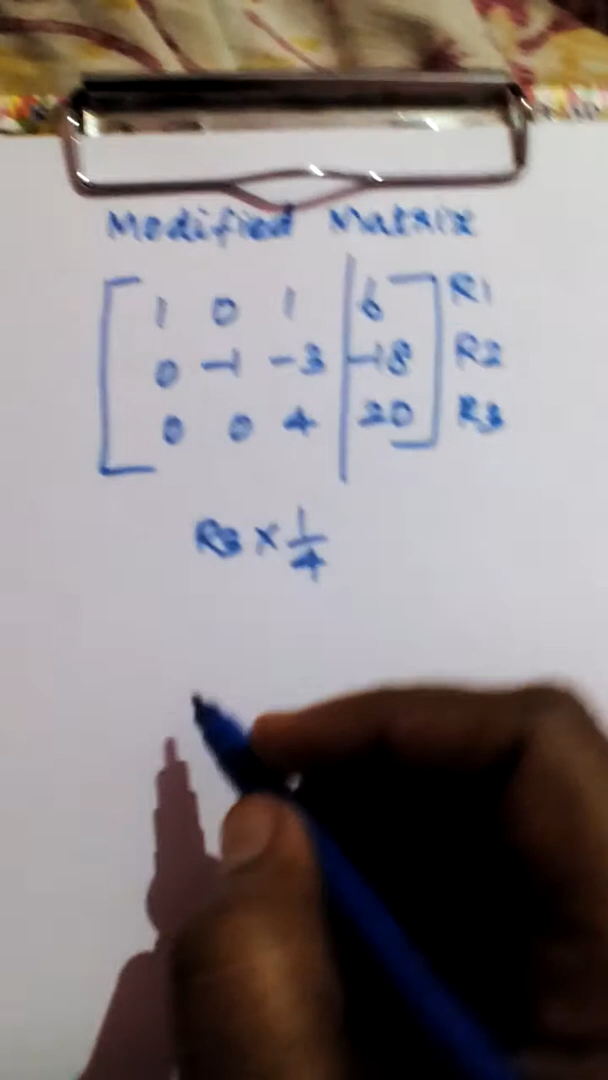 Modified Matrix
1 0 1 6 R1
0 -1 -3 -18 R2
0 0 4 20 R3
R3 × 1/4